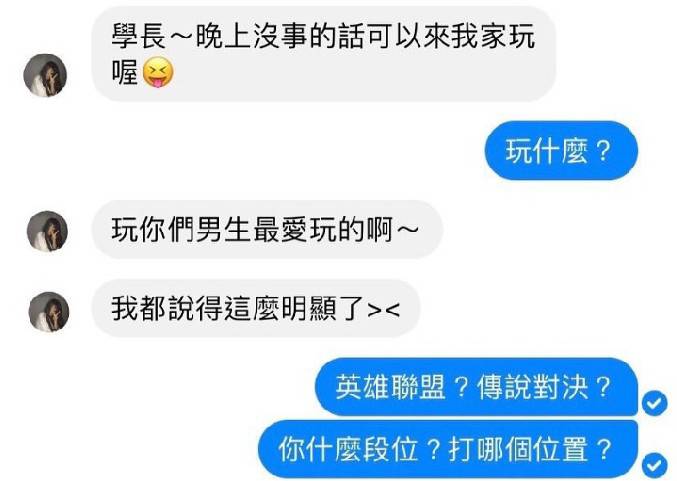 學長～晚上沒事的話可以來我家玩
喔😝
玩什麼？
玩你們男生最愛玩的啊～
我都說得這麼明顯了><
英雄聯盟？傳說對決？
你什麼段位？打哪個位置？